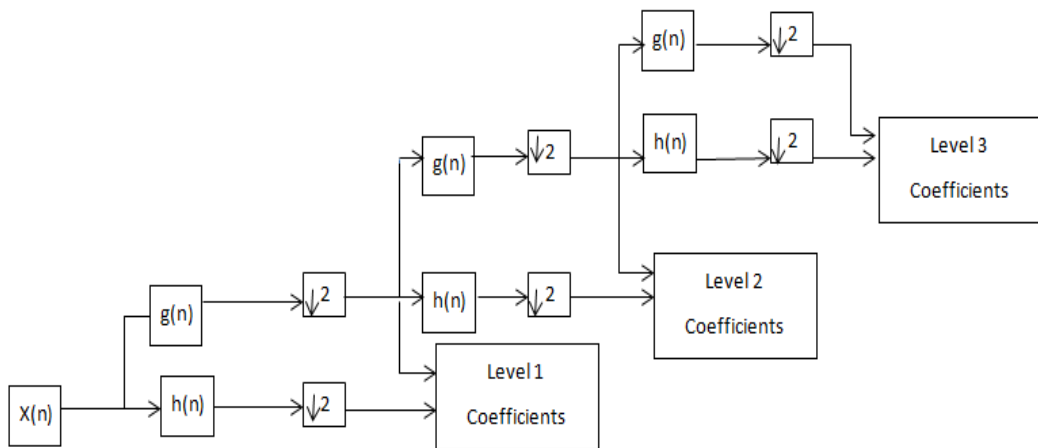 g(n)
↓2
h(n)
↓2
Level 3
Coefficients
g(n)
↓2
h(n)
↓2
Level 2
Coefficients
g(n)
↓2
Level 1
Coefficients
X(n)
h(n)
↓2